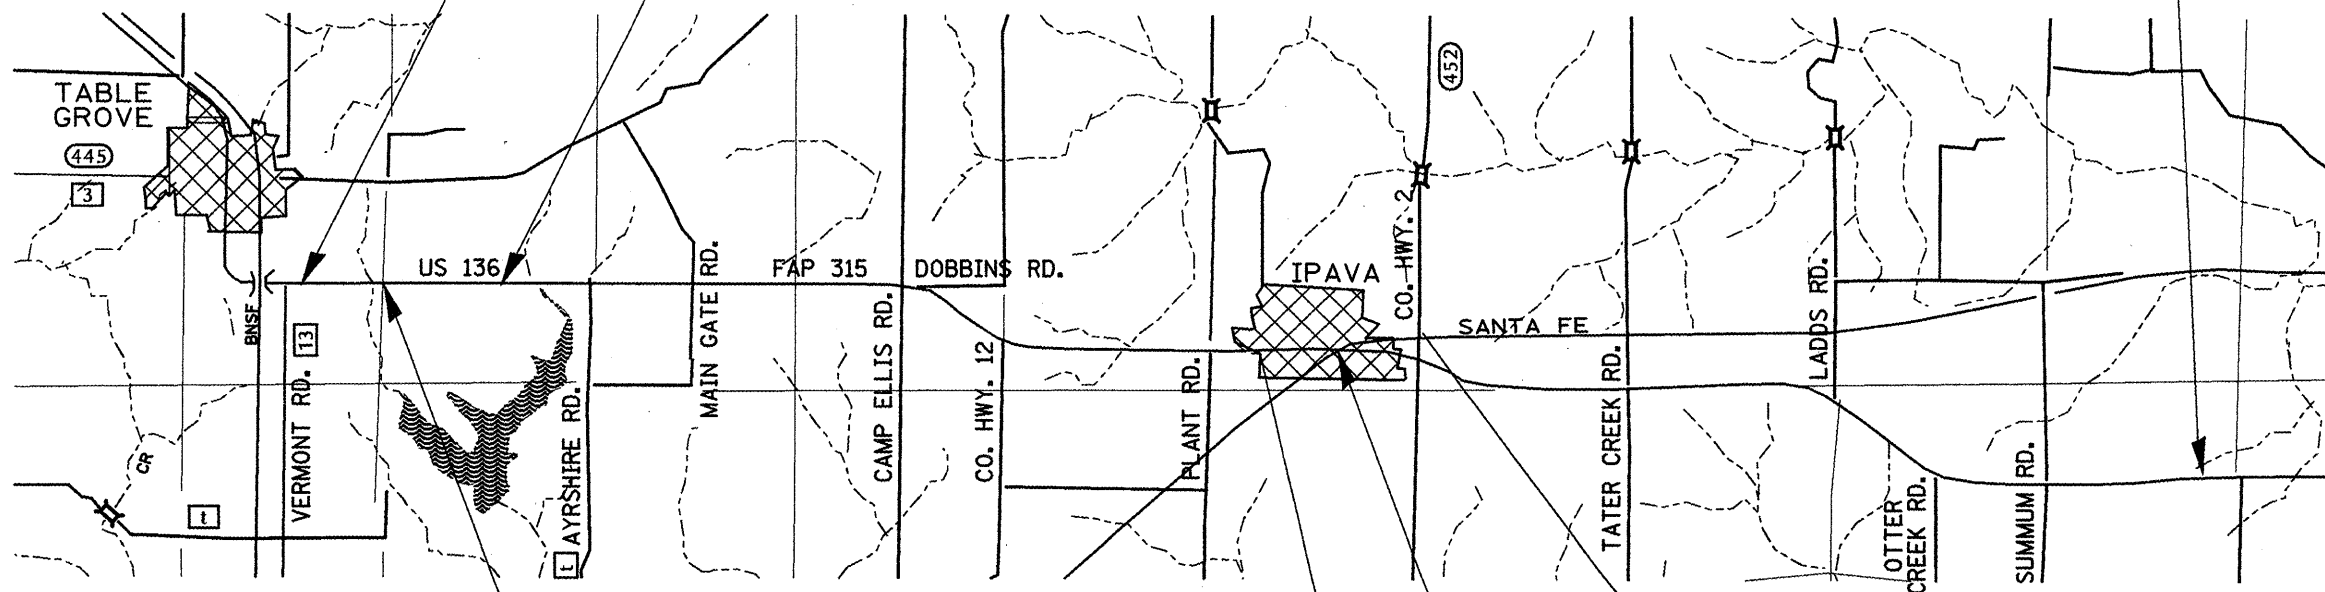 TABLE
GROVE
445
3
US 136
FAP 315
DOBBINS RD.
IPAVA
SANTA FE
452
CO. HWY. 2
BNSF
13
VERMONT RD.
MAIN GATE RD.
CAMP ELLIS RD.
CO. HWY. 12
PLANT RD.
TATER CREEK RD.
LADDS RD.
AYRSHIRE RD.
CR
t
t
OTTER
CREEK RD.
SUMMUM RD.